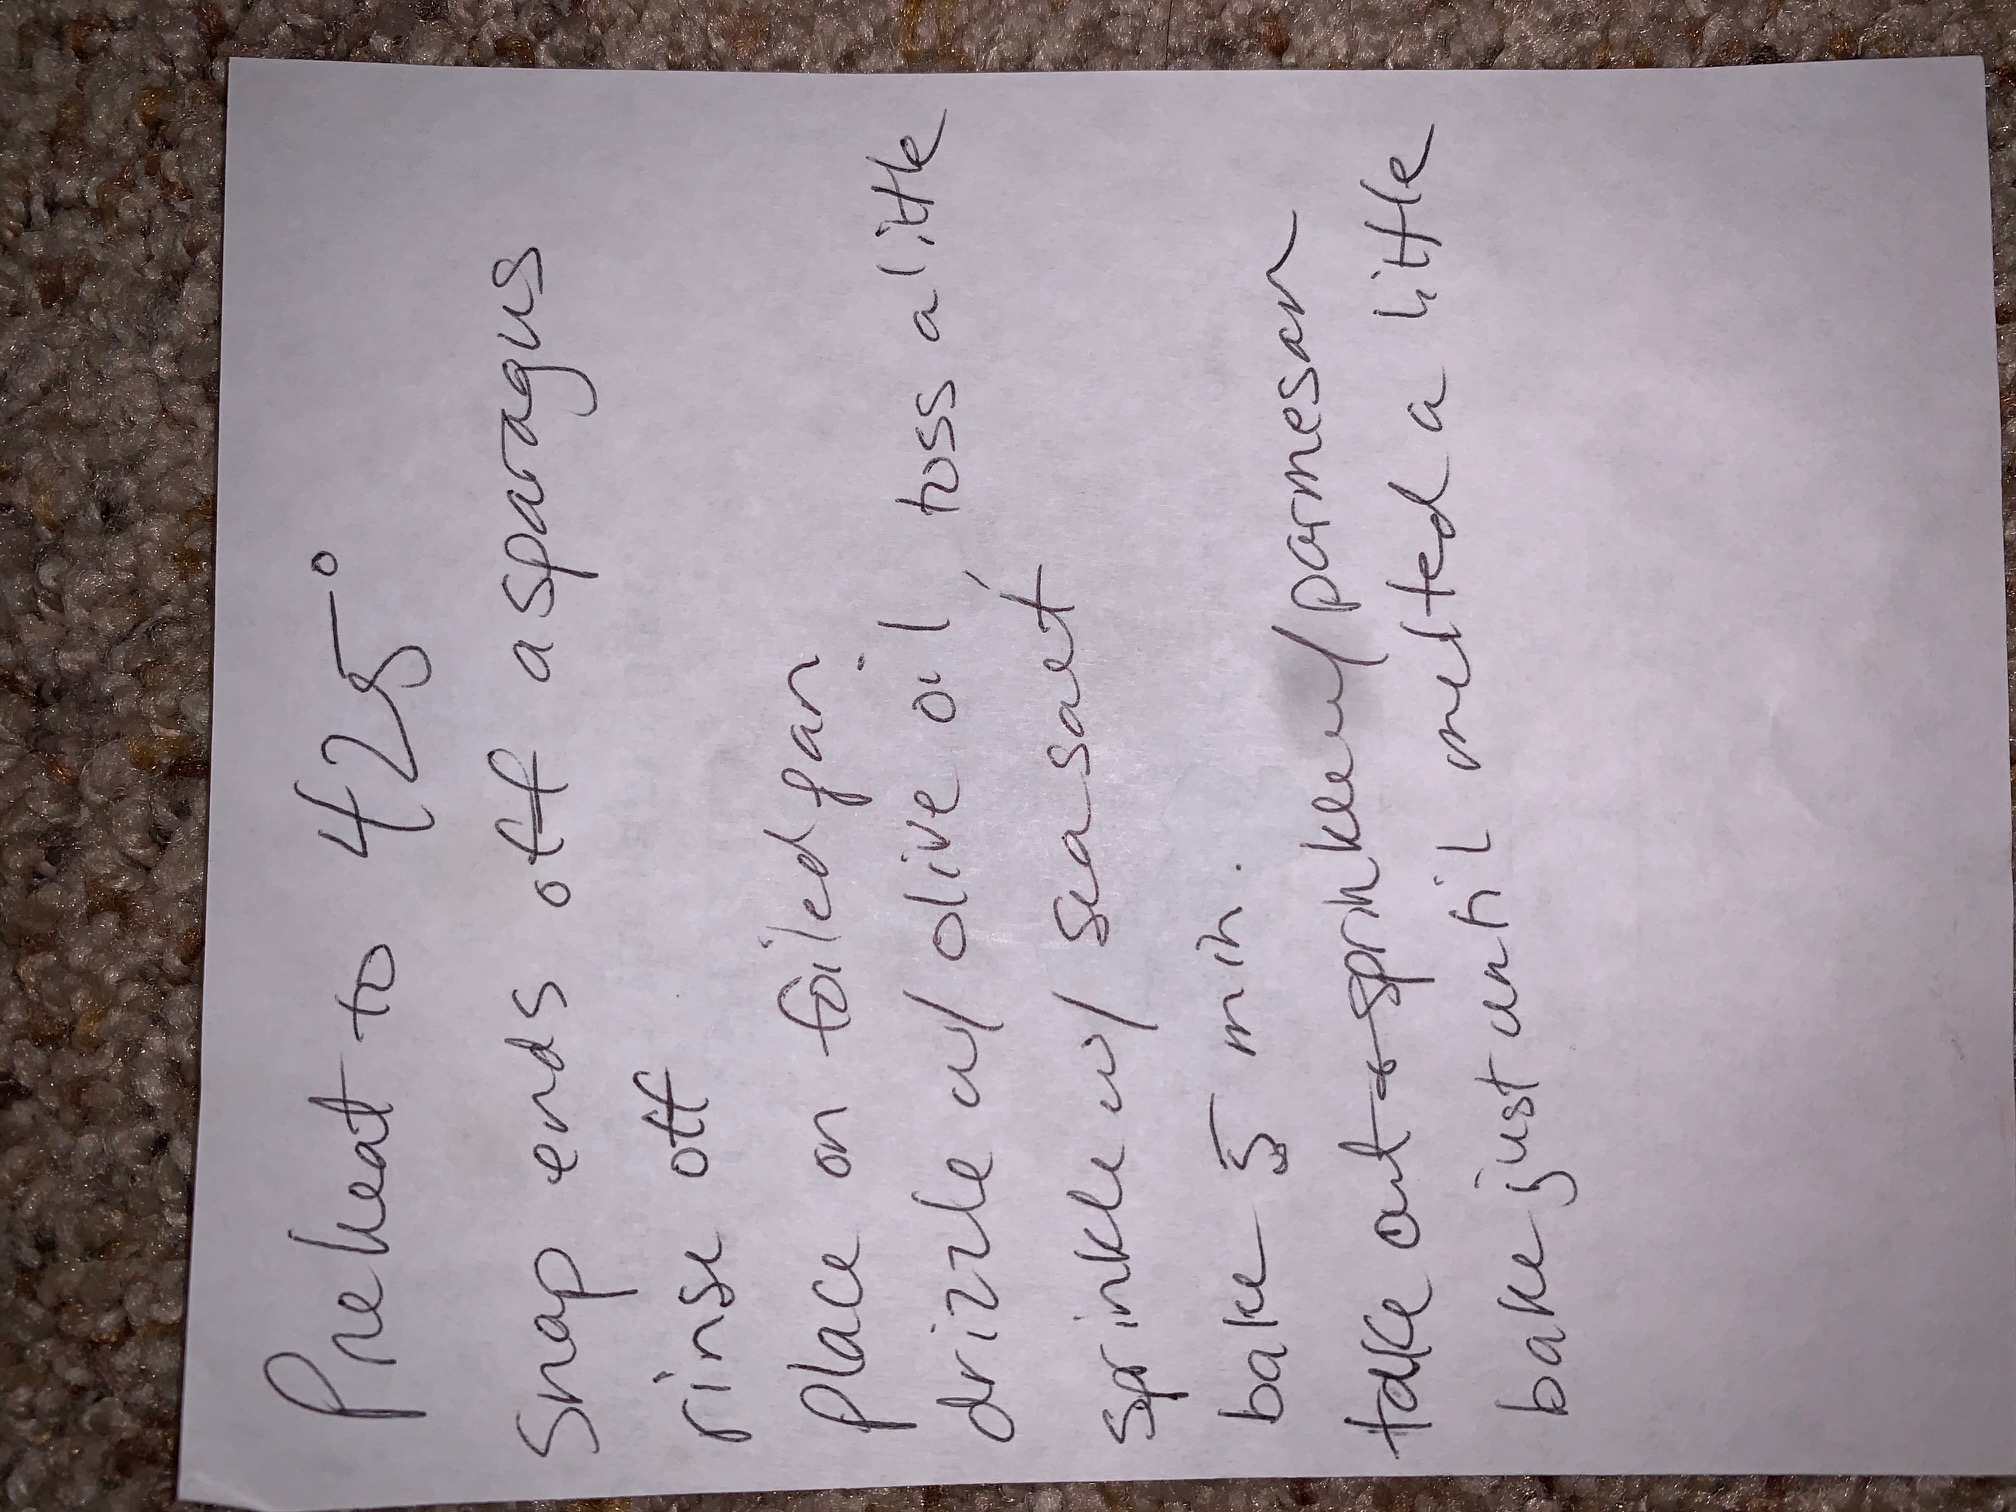 Preheat to 425°
Snap ends off asparagus
rinse off
place on foiled pan
drizzle w/ olive oil, toss a little
sprinkle w/ sea salt
bake 5 min.
take out & sprinkle w/ parmesan
bake just until melted a little